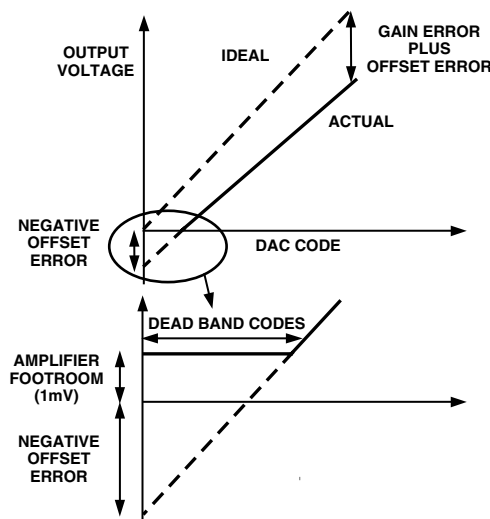 OUTPUT
VOLTAGE
IDEAL
GAIN ERROR
PLUS
OFFSET ERROR
ACTUAL
NEGATIVE
OFFSET
ERROR
DAC CODE
DEAD BAND CODES
AMPLIFIER
FOOTROOM
(1mV)
NEGATIVE
OFFSET
ERROR